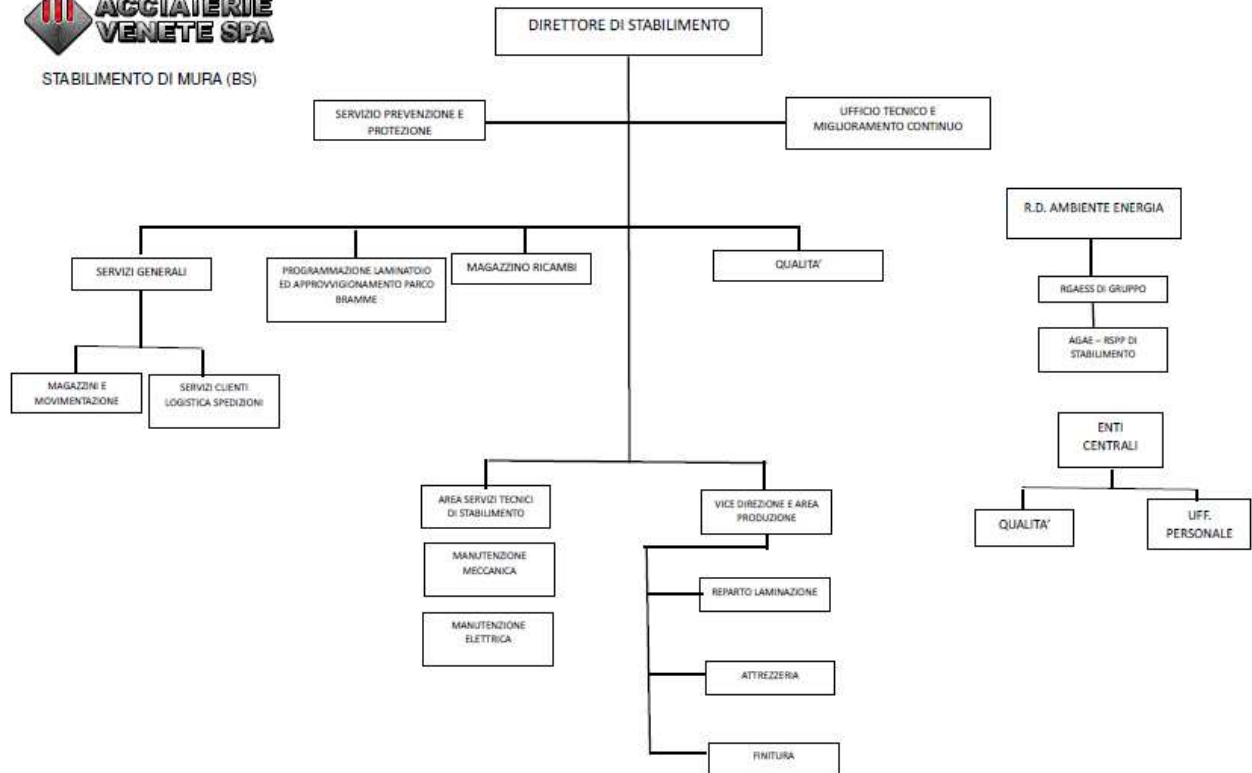 ACCIAIERIE
VENETE SPA
STABILIMENTO DI MURA (BS)
DIRETTORE DI STABILIMENTO
SERVIZIO PREVENZIONE E
PROTEZIONE
UFFICIO TECNICO E
MIGLIORAMENTO CONTINUO
R.D. AMBIENTE ENERGIA
SERVIZI GENERALI
PROGRAMMAZIONE LAMINATOIO
ED APPROVVIGIONAMENTO PARCO
BRAMME
MAGAZZINO RICAMBI
QUALITA'
RGAESS DI GRUPPO
AGAE – RSPP DI
STABILIMENTO
MAGAZZINI E
MOVIMENTAZIONE
SERVIZI CLIENTI
LOGISTICA SPEDIZIONI
ENTI
CENTRALI
QUALITA'
UFF.
PERSONALE
AREA SERVIZI TECNICI
DI STABILIMENTO
VICE DIREZIONE E AREA
PRODUZIONE
MANUTENZIONE
MECCANICA
MANUTENZIONE
ELETTRICA
REPARTO LAMINAZIONE
ATTREZZERIA
FINITURA